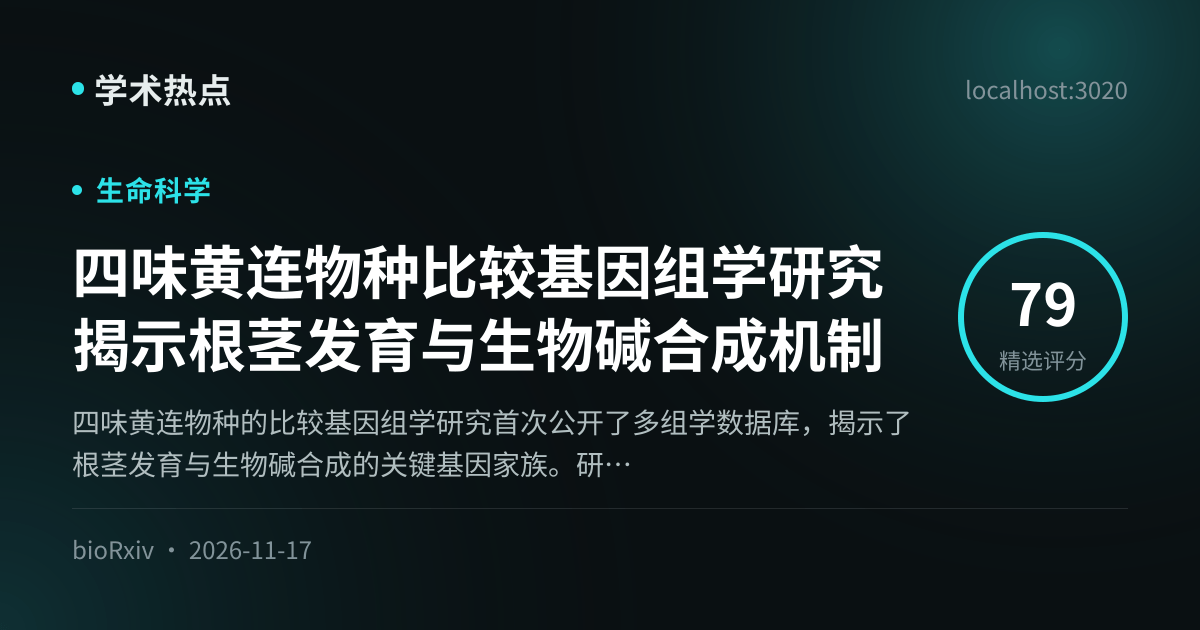 学术热点
localhost:3020
生命科学
四味黄连物种比较基因组学研究
揭示根茎发育与生物碱合成机制
79
精选评分
四味黄连物种的比较基因组学研究首次公开了多组学数据库，揭示了
根茎发育与生物碱合成的关键基因家族。研…
bioRxiv · 2026-11-17